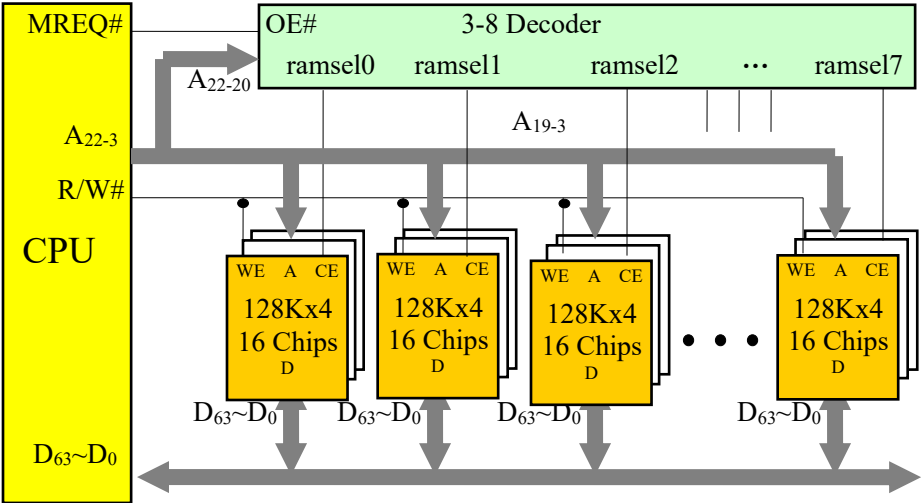 MREQ#
OE#
3-8 Decoder
ramsel0
ramsel1
ramsel2
...
ramsel7
A22-20
A22-3
A19-3
R/W#
CPU
WE A CE
128Kx4
16 Chips
D
WE A CE
128Kx4
16 Chips
D
WE A CE
128Kx4
16 Chips
D
WE A CE
128Kx4
16 Chips
D
D63~D0
D63~D0
D63~D0
D63~D0
D63~D0